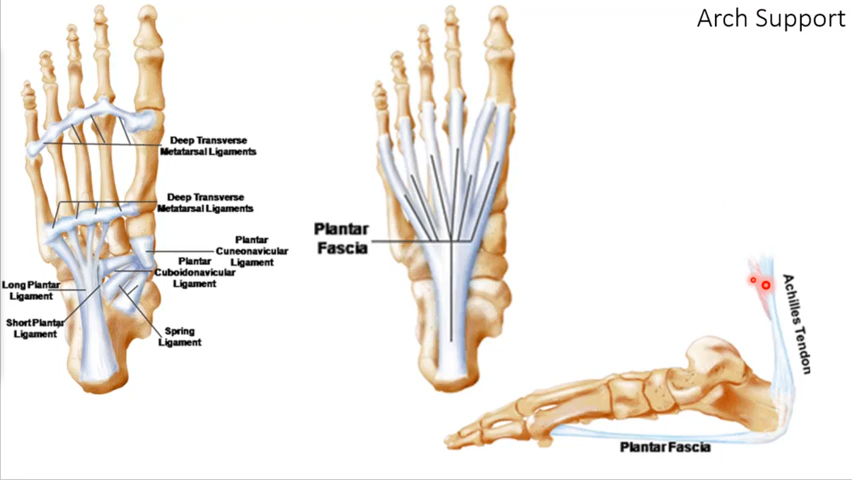 Arch Support
Deep Transverse
Metatarsal Ligaments
Deep Transverse
Metatarsal Ligaments
Plantar
Cuneonavicular
Ligament
Plantar
Cuboidonavicular
Ligament
Long Plantar
Ligament
Short Plantar
Ligament
Spring
Ligament
Plantar
Fascia
Achilles Tendon
Plantar Fascia